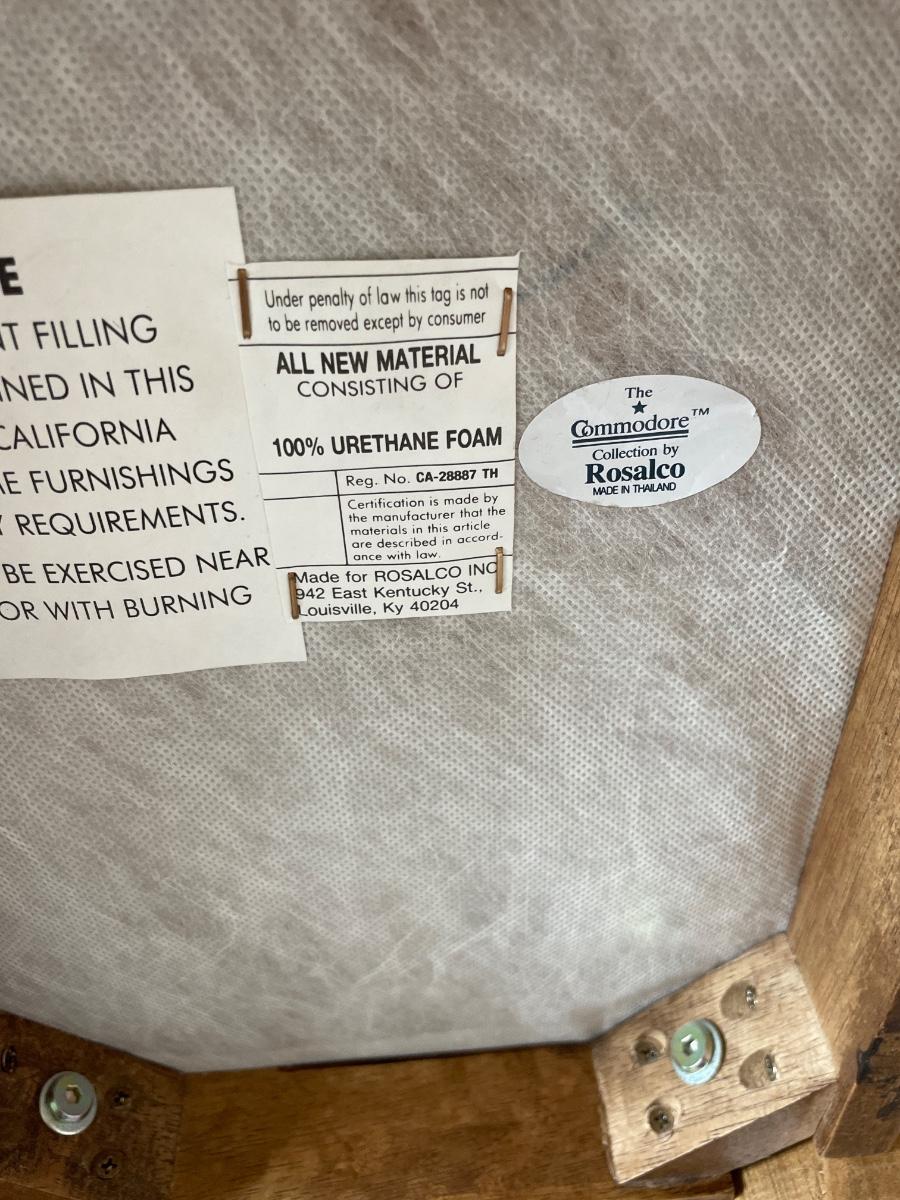 E
NT FILLING
INED IN THIS
CALIFORNIA
E FURNISHINGS
Y REQUIREMENTS.
BE EXERCISED NEAR
OR WITH BURNING
Under penalty of law this tag is not
to be removed except by consumer
ALL NEW MATERIAL
CONSISTING OF
100% URETHANE FOAM
Reg. No. CA-28887 TH
Certification is made by
the manufacturer that the
materials in this article
are described in accord-
ance with law.
Made for ROSALCO INC
942 East Kentucky St.,
Louisville, Ky 40204
The
Commodore™
Collection by
Rosalco
MADE IN THAILAND